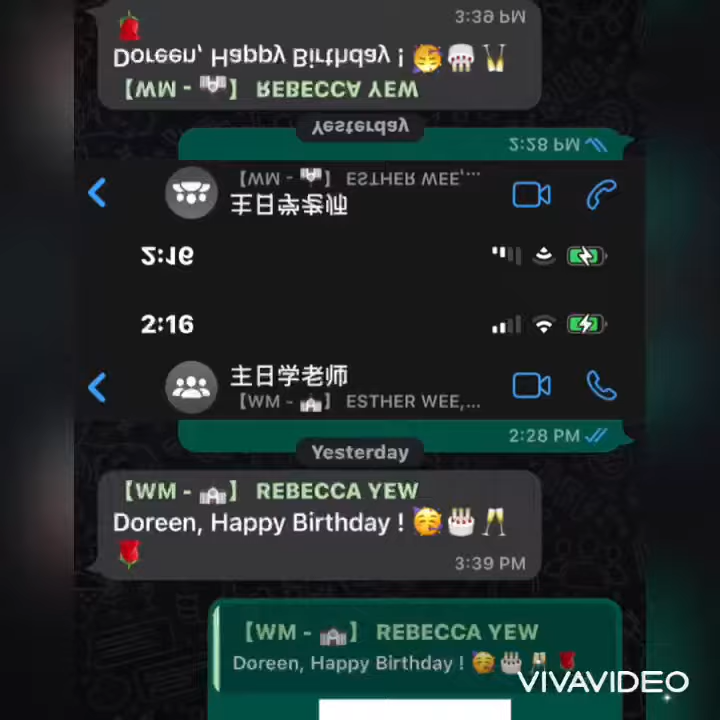 3:39 PM
Doreen, Happy Birthday ! 🥳🎂🥂
🌹
【WM - 💒】 REBECCA YEW
Yesterday
2:28 PM
【WM - 💒】 ESTHER WEE,...
主日学老师
2:16
2:16
主日学老师
【WM - 💒】 ESTHER WEE,...
2:28 PM
Yesterday
【WM - 💒】 REBECCA YEW
Doreen, Happy Birthday ! 🥳🎂🥂
🌹
3:39 PM
【WM - 💒】 REBECCA YEW
Doreen, Happy Birthday ! 🥳🎂🥂🌹
VIVAVIDEO